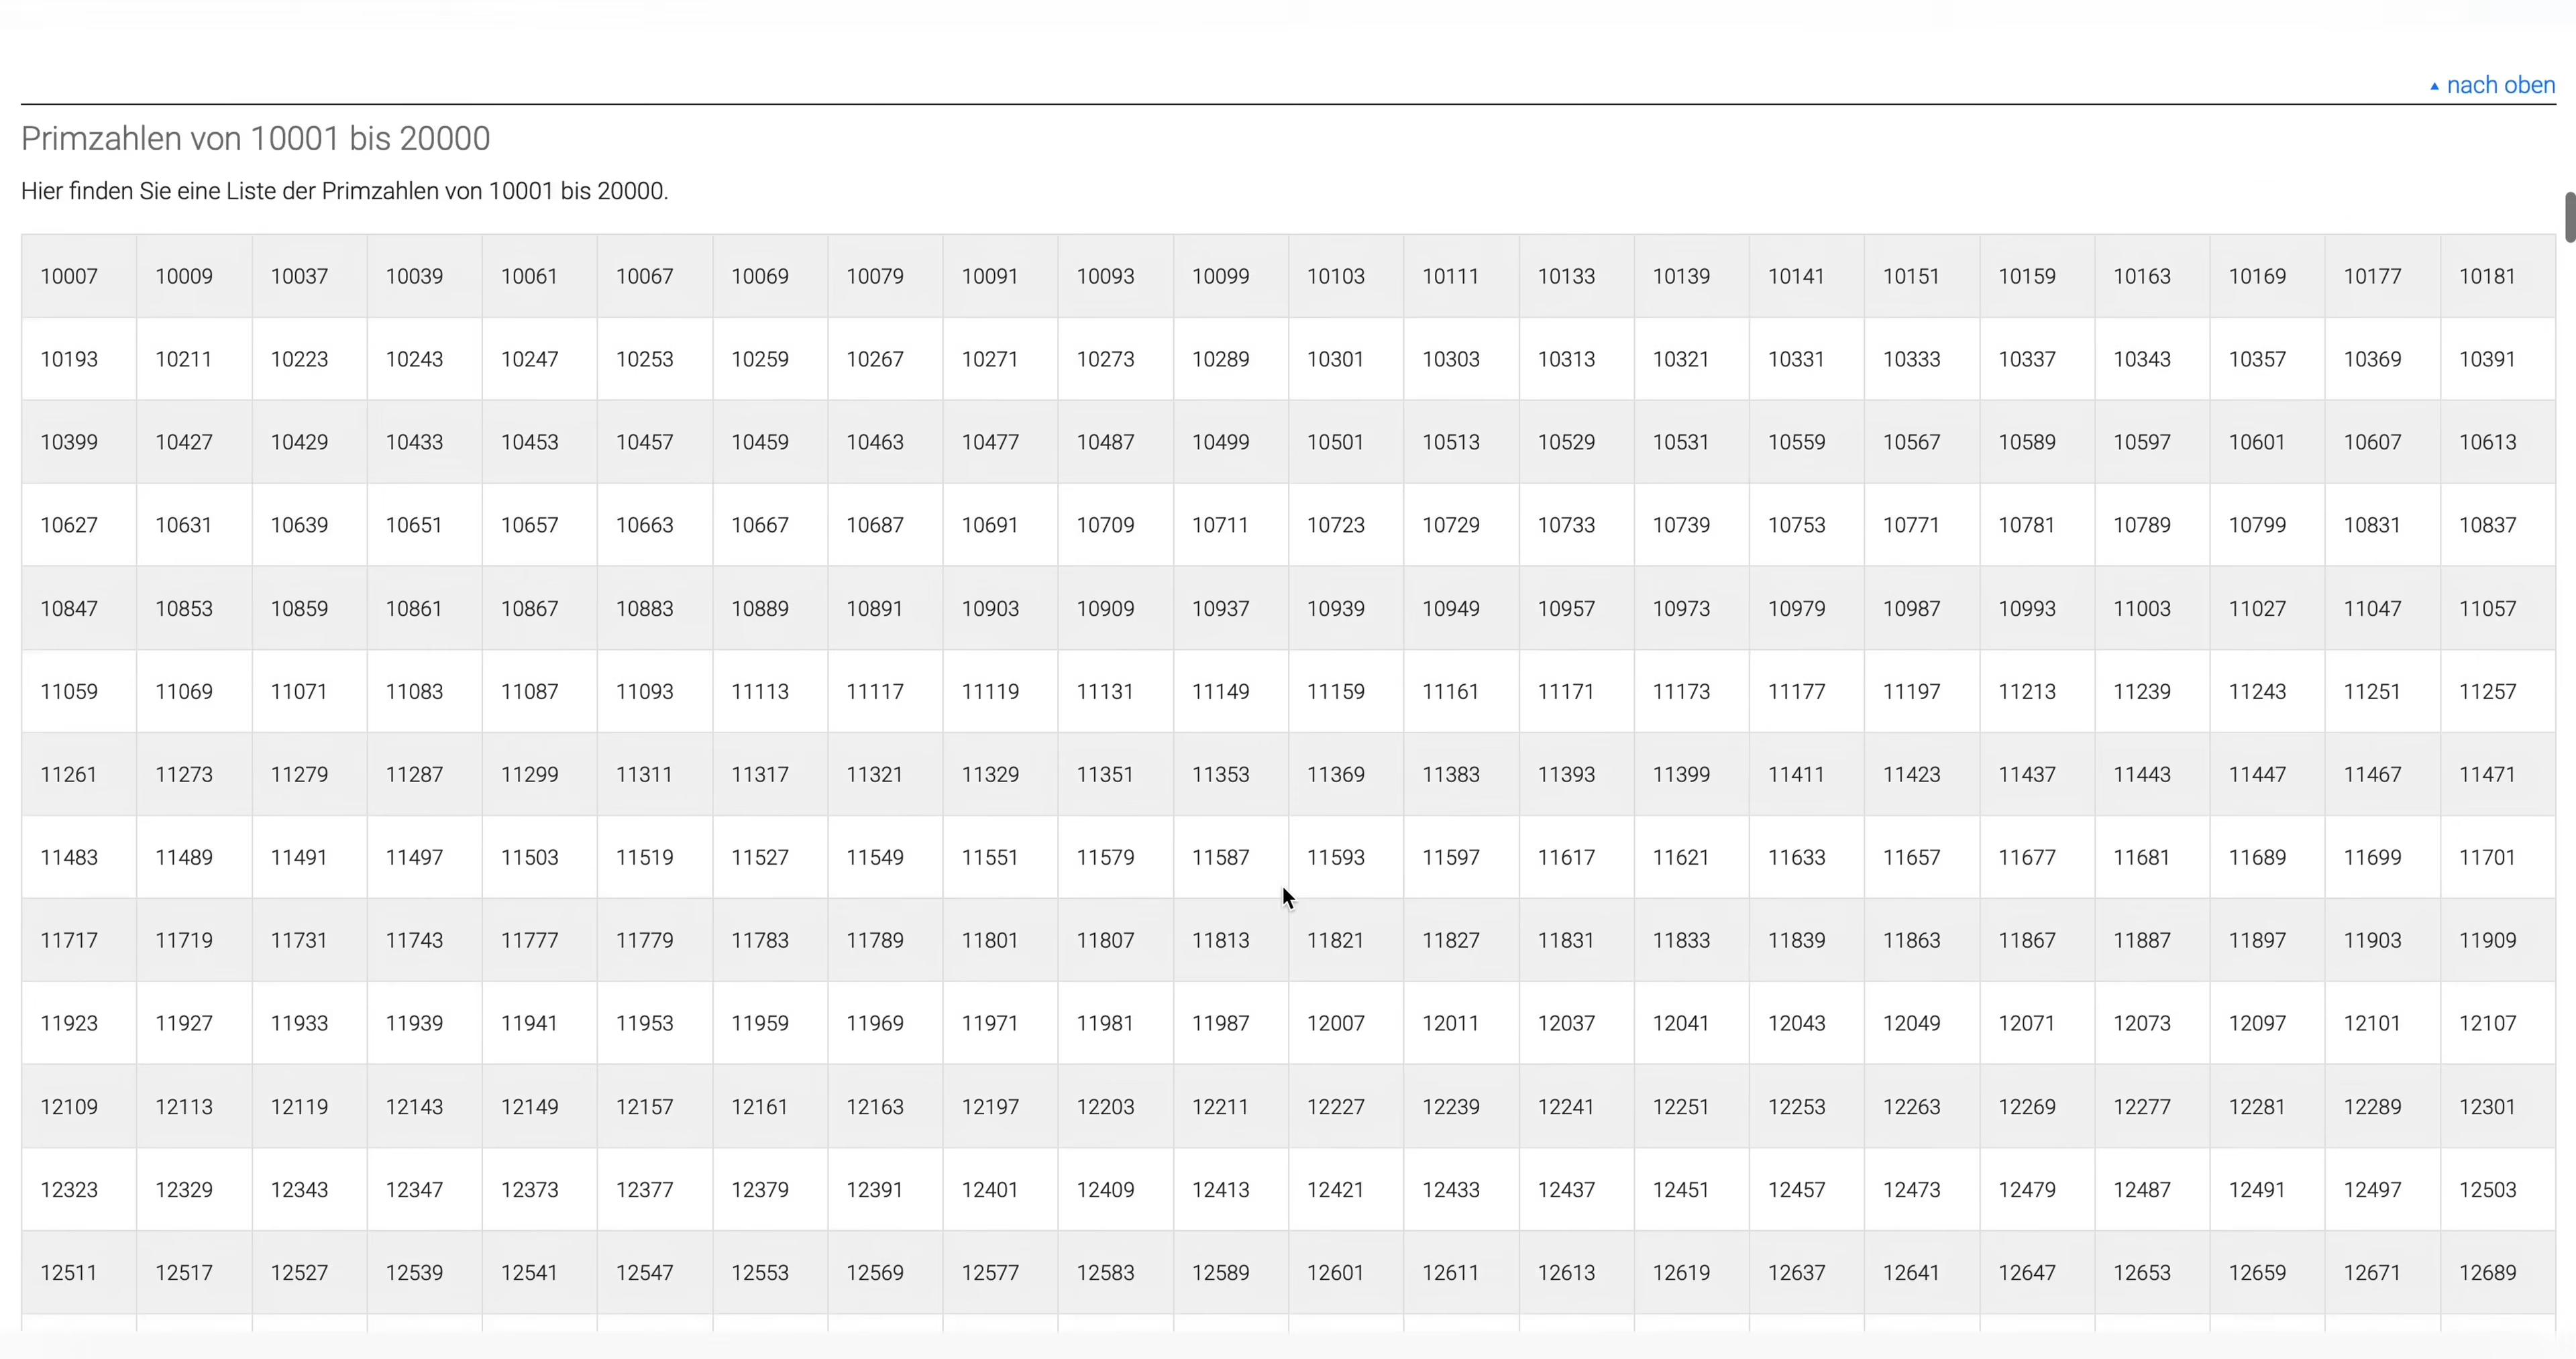 ▲ nach oben
Primzahlen von 10001 bis 20000
Hier finden Sie eine Liste der Primzahlen von 10001 bis 20000.
10007 10009 10037 10039 10061 10067 10069 10079 10091 10093 10099 10103 10111 10133 10139 10141 10151 10159 10163 10169 10177 10181
10193 10211 10223 10243 10247 10253 10259 10267 10271 10273 10289 10301 10303 10313 10321 10331 10333 10337 10343 10357 10369 10391
10399 10427 10429 10433 10453 10457 10459 10463 10477 10487 10499 10501 10513 10529 10531 10559 10567 10589 10597 10601 10607 10613
10627 10631 10639 10651 10657 10663 10667 10687 10691 10709 10711 10723 10729 10733 10739 10753 10771 10781 10789 10799 10831 10837
10847 10853 10859 10861 10867 10883 10889 10891 10903 10909 10937 10939 10949 10957 10973 10979 10987 10993 11003 11027 11047 11057
11059 11069 11071 11083 11087 11093 11113 11117 11119 11131 11149 11159 11161 11171 11173 11177 11197 11213 11239 11243 11251 11257
11261 11273 11279 11287 11299 11311 11317 11321 11329 11351 11353 11369 11383 11393 11399 11411 11423 11437 11443 11447 11467 11471
11483 11489 11491 11497 11503 11519 11527 11549 11551 11579 11587 11593 11597 11617 11621 11633 11657 11677 11681 11689 11699 11701
11717 11719 11731 11743 11777 11779 11783 11789 11801 11807 11813 11821 11827 11831 11833 11839 11863 11867 11887 11897 11903 11909
11923 11927 11933 11939 11941 11953 11959 11969 11971 11981 11987 12007 12011 12037 12041 12043 12049 12071 12073 12097 12101 12107
12109 12113 12119 12143 12149 12157 12161 12163 12197 12203 12211 12227 12239 12241 12251 12253 12263 12269 12277 12281 12289 12301
12323 12329 12343 12347 12373 12377 12379 12391 12401 12409 12413 12421 12433 12437 12451 12457 12473 12479 12487 12491 12497 12503
12511 12517 12527 12539 12541 12547 12553 12569 12577 12583 12589 12601 12611 12613 12619 12637 12641 12647 12653 12659 12671 12689